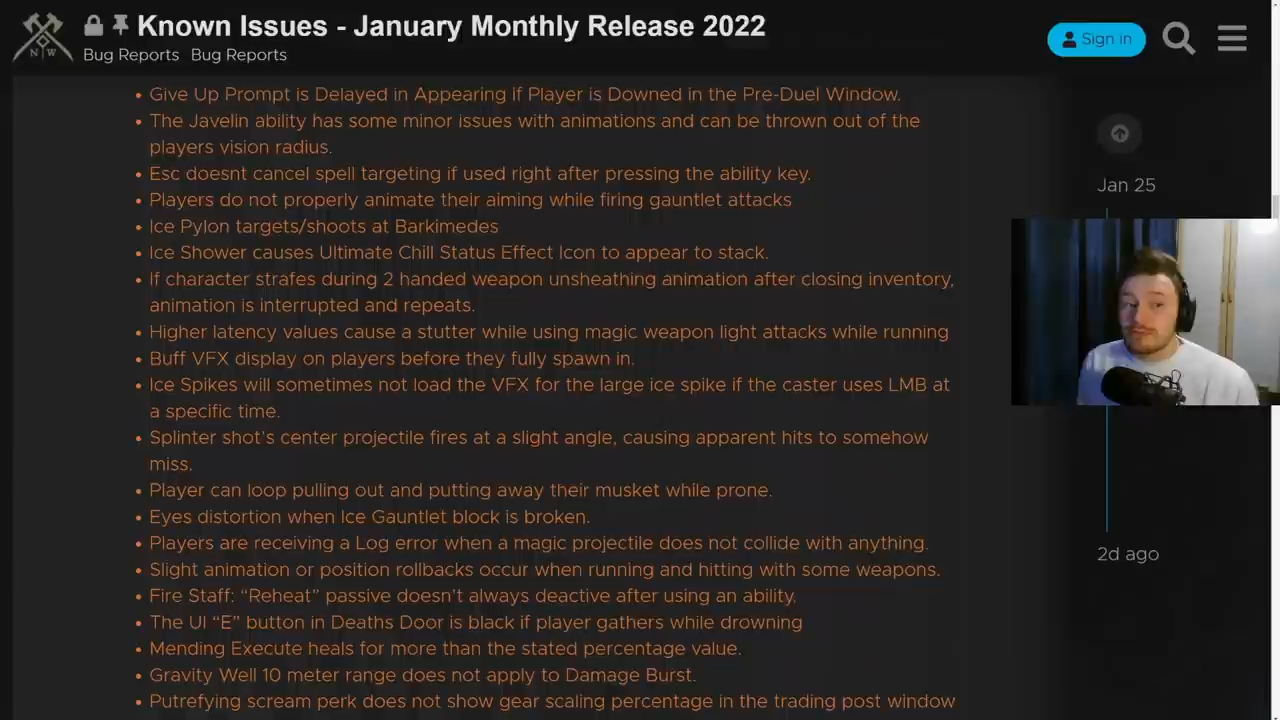 Known Issues - January Monthly Release 2022
Bug Reports Bug Reports
N W
Sign in
• Give Up Prompt is Delayed in Appearing if Player is Downed in the Pre-Duel Window.
• The Javelin ability has some minor issues with animations and can be thrown out of the
players vision radius.
• Esc doesnt cancel spell targeting if used right after pressing the ability key.
• Players do not properly animate their aiming while firing gauntlet attacks
• Ice Pylon targets/shoots at Barkimedes
• Ice Shower causes Ultimate Chill Status Effect Icon to appear to stack.
• If character strafes during 2 handed weapon unsheathing animation after closing inventory,
animation is interrupted and repeats.
• Higher latency values cause a stutter while using magic weapon light attacks while running
• Buff VFX display on players before they fully spawn in.
• Ice Spikes will sometimes not load the VFX for the large ice spike if the caster uses LMB at
a specific time.
• Splinter shot's center projectile fires at a slight angle, causing apparent hits to somehow
miss.
• Player can loop pulling out and putting away their musket while prone.
• Eyes distortion when Ice Gauntlet block is broken.
• Players are receiving a Log error when a magic projectile does not collide with anything.
• Slight animation or position rollbacks occur when running and hitting with some weapons.
• Fire Staff: “Reheat” passive doesn't always deactive after using an ability.
• The UI “E” button in Deaths Door is black if player gathers while drowning
• Mending Execute heals for more than the stated percentage value.
• Gravity Well 10 meter range does not apply to Damage Burst.
• Putrefying scream perk does not show gear scaling percentage in the trading post window
Jan 25
2d ago